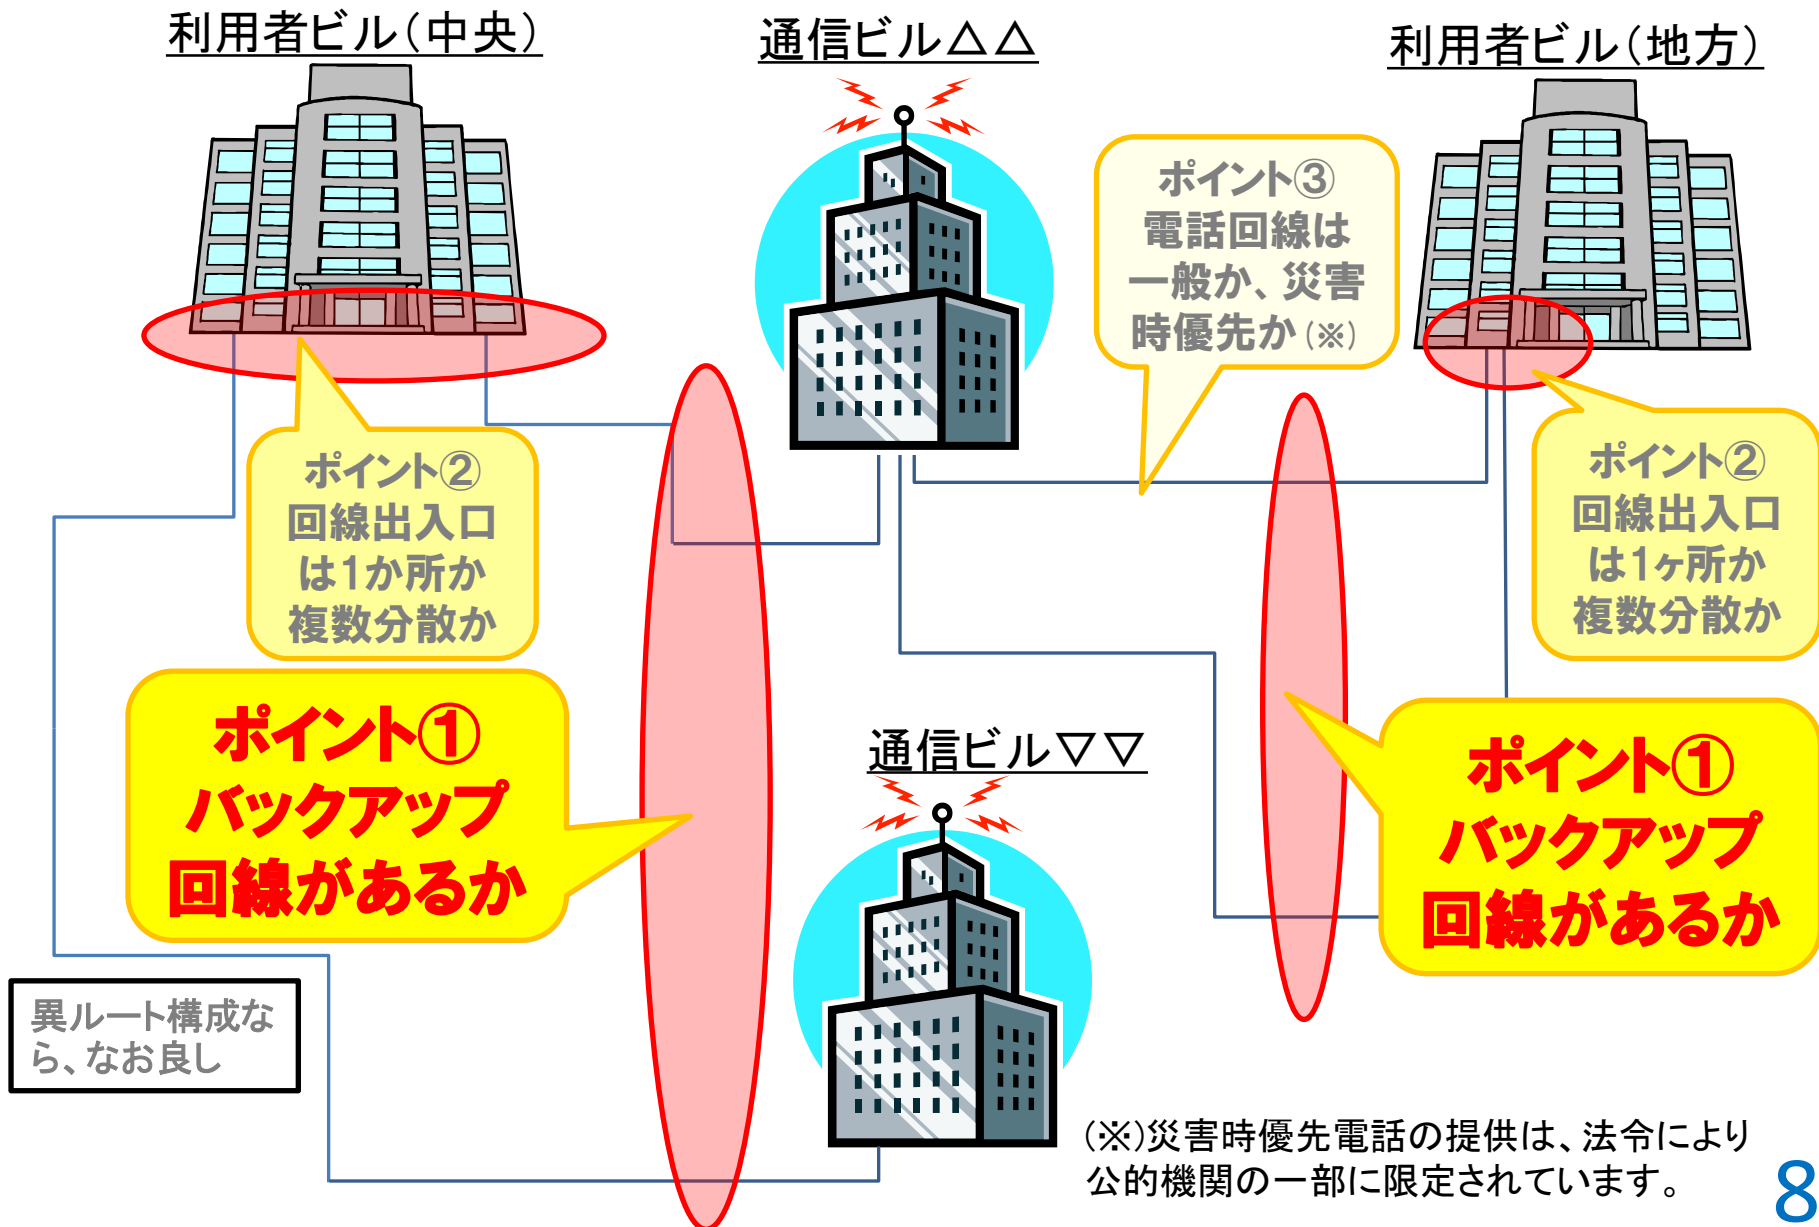 利用者ビル（中央）
通信ビル△△
利用者ビル（地方）
ポイント③
電話回線は
一般か、災害
時優先か（※）
ポイント②
回線出入口
は1か所か
複数分散か
ポイント②
回線出入口
は1ヶ所か
複数分散か
ポイント①
バックアップ
回線があるか
通信ビル▽▽
ポイント①
バックアップ
回線があるか
異ルート構成な
ら、なお良し
（※）災害時優先電話の提供は、法令により
公的機関の一部に限定されています。
8